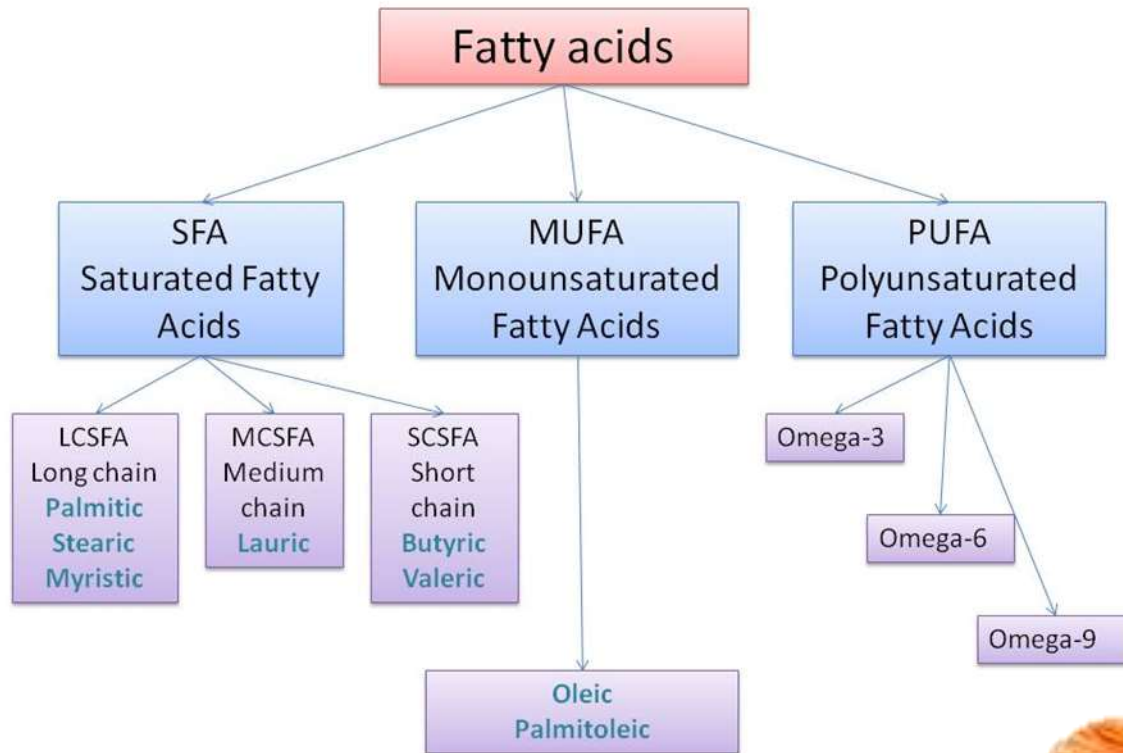 Fatty acids
SFA
Saturated Fatty
Acids
MUFA
Monounsaturated
Fatty Acids
PUFA
Polyunsaturated
Fatty Acids
LCSFA
Long chain
Palmitic
Stearic
Myristic
MCSFA
Medium
chain
Lauric
SCSFA
Short
chain
Butyric
Valeric
Oleic
Palmitoleic
Omega-3
Omega-6
Omega-9